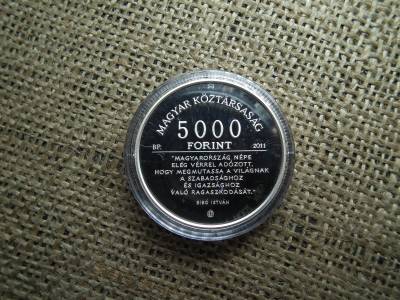 MAGYAR KÖZTÁRSASÁG
5000
BP. FORINT 2011
"MAGYARORSZÁG NÉPE
ELÉG VÉRREL ADÓZOTT,
HOGY MEGMUTASSA A VILÁGNAK
A SZABADSÁGHOZ
ÉS IGAZSÁGHOZ
VALÓ RAGASZKODÁSÁT."
BIBÓ ISTVÁN